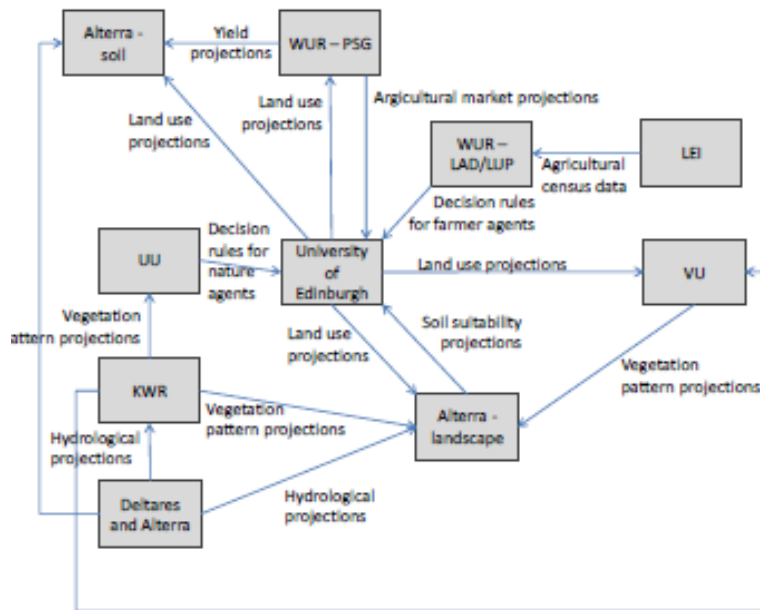 Alterra -
soil
Yield
projections
WUR – PSG
Land use
projections
Land use
projections
Argicultural market projections
WUR –
LAD/LUP
Agricultural
census data
LEI
Decision rules
for farmer agents
UU
Decision
rules for
nature
agents
University
of
Edinburgh
Land use projections
VU
Vegetation
attern projections
Land use
projections
Soil suitability
projections
Vegetation
pattern projections
KWR
Vegetation
pattern projections
Alterra -
landscape
Hydrological
projections
Deltares
and Alterra
Hydrological
projections